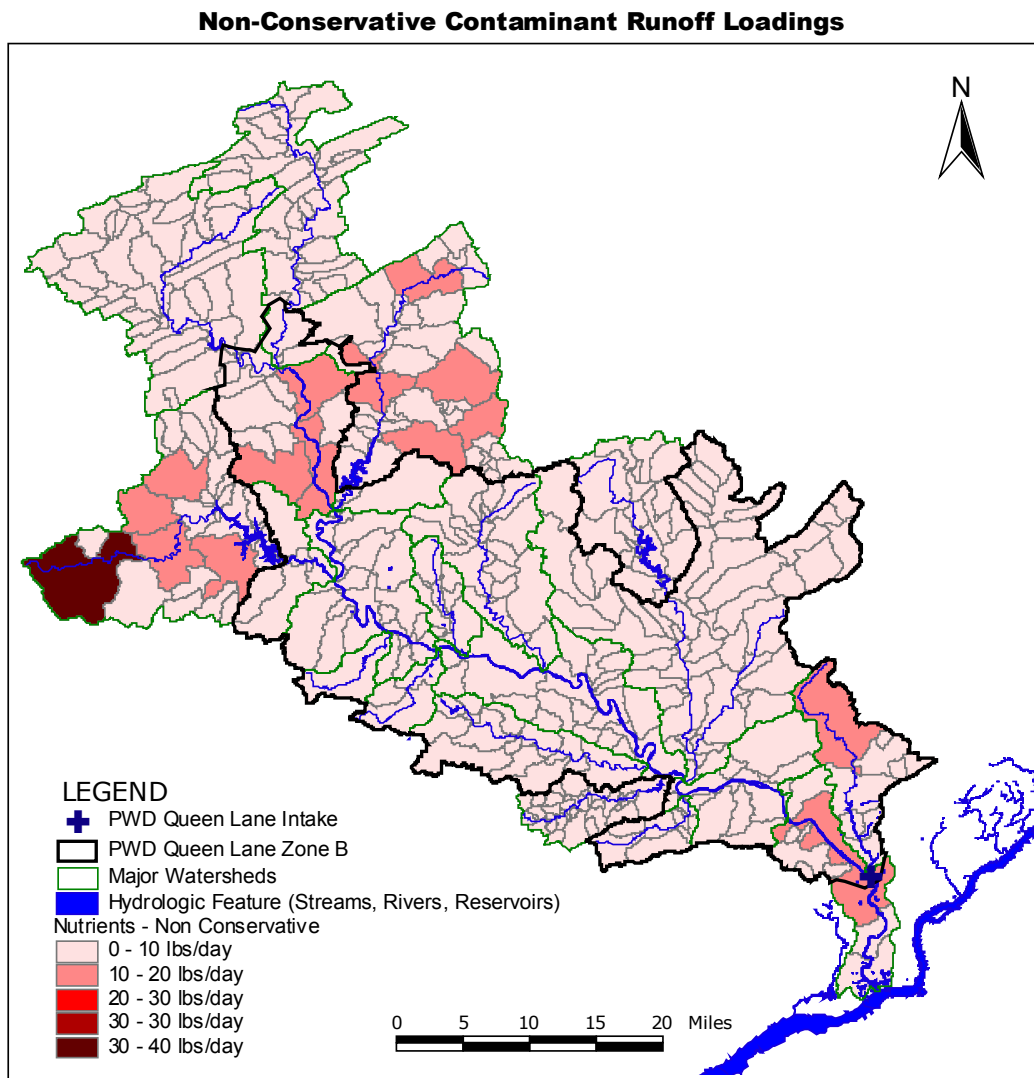 Non-Conservative Contaminant Runoff Loadings
N
LEGEND
PWD Queen Lane Intake
PWD Queen Lane Zone B
Major Watersheds
Hydrologic Feature (Streams, Rivers, Reservoirs)
Nutrients - Non Conservative
0 - 10 lbs/day
10 - 20 lbs/day
20 - 30 lbs/day
30 - 30 lbs/day
30 - 40 lbs/day
0 5 10 15 20 Miles